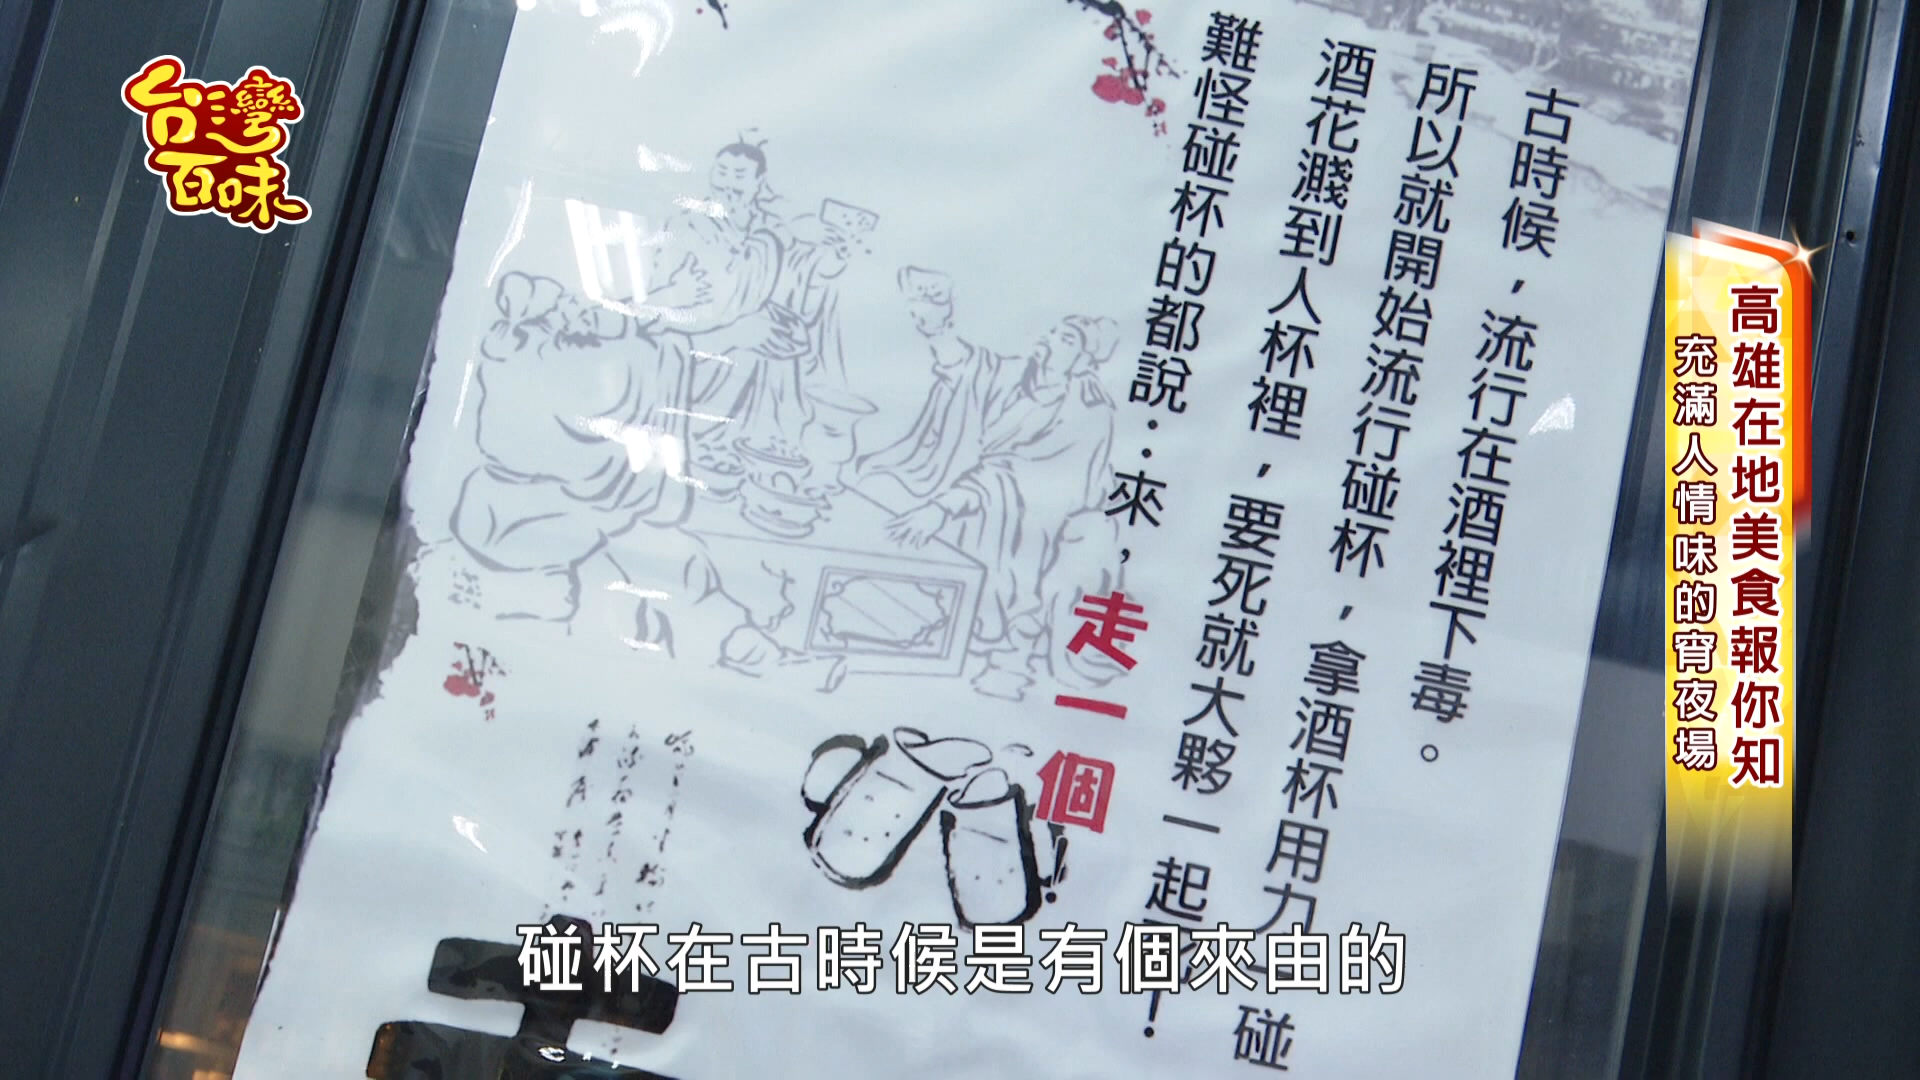 台灣
百味
古時候，流行在酒裡下毒。
所以就開始流行碰杯，拿酒杯用力一碰
酒花濺到人杯裡，要死就大夥一起死！
難怪碰杯的都說：來，走一個！
高雄在地美食報你知
充滿人情味的宵夜場
碰杯在古時候是有個來由的